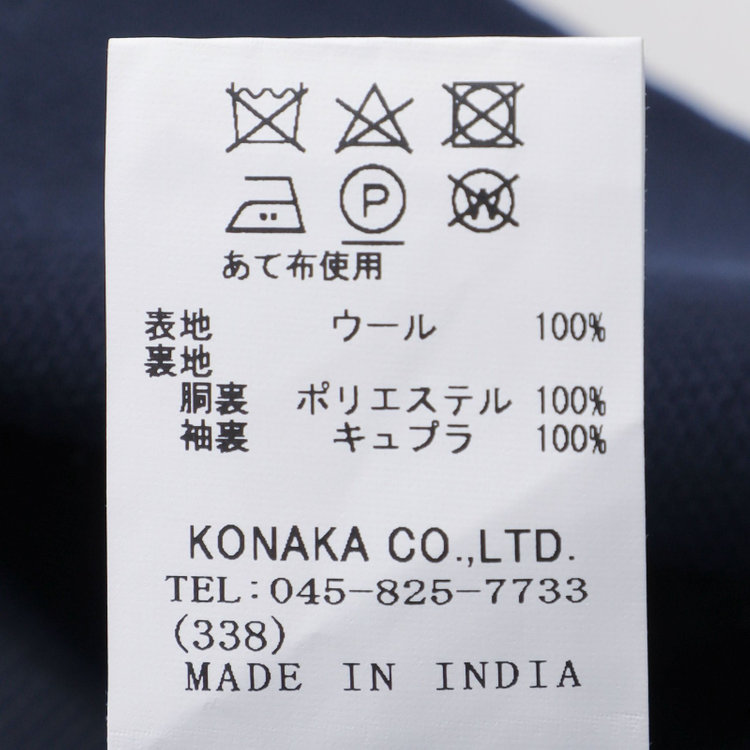 P W
あて布使用
表地 ウール 100%
裏地
胴裏 ポリエステル 100%
袖裏 キュプラ 100%
KONAKA CO.,LTD.
TEL:045-825-7733
(338)
MADE IN INDIA